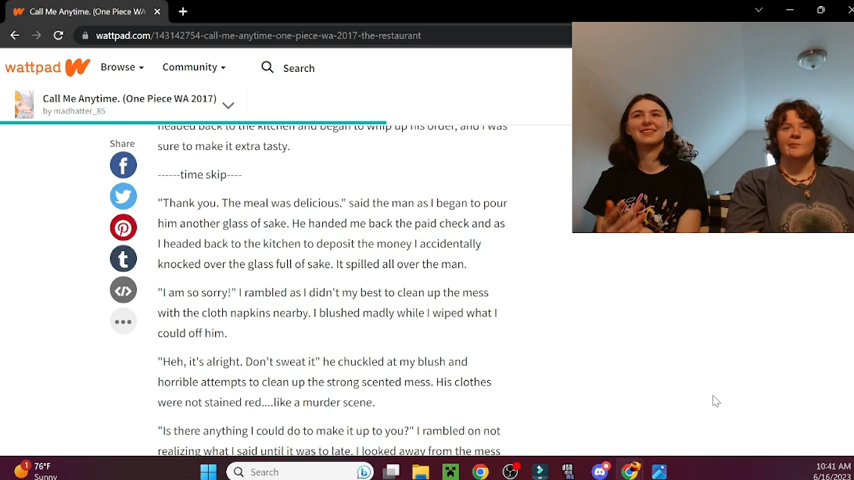 Call Me Anytime. (One Piece WA
wattpad.com/143142754-call-me-anytime-one-piece-wa-2017-the-restaurant
wattpad
Browse
Community
Search
Call Me Anytime. (One Piece WA 2017)
by madhatter_85
Share
headed back to the kitchen and began to whip up his order, and I was
sure to make it extra tasty.
------time skip----
"Thank you. The meal was delicious." said the man as I began to pour
him another glass of sake. He handed me back the paid check and as
I headed back to the kitchen to deposit the money I accidentally
knocked over the glass full of sake. It spilled all over the man.
"I am so sorry!" I rambled as I didn't my best to clean up the mess
with the cloth napkins nearby. I blushed madly while I wiped what I
could off him.
"Heh, it's alright. Don't sweat it" he chuckled at my blush and
horrible attempts to clean up the strong scented mess. His clothes
were not stained red....like a murder scene.
"Is there anything I could do to make it up to you?" I rambled on not
realizing what I said until it was to late. I looked away from the mess
76°F
Sunny
Search
10:41 AM
6/16/2023